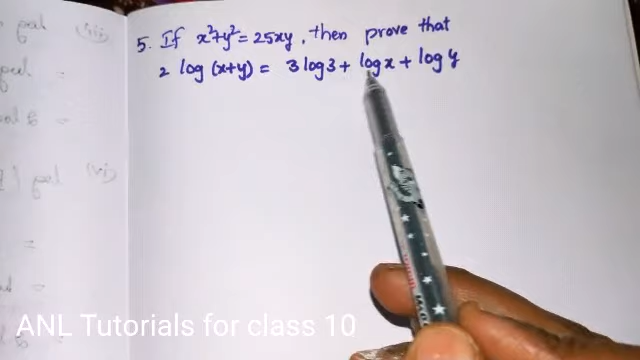 5. If x²+y² = 25xy, then prove that
2 log (x+y) = 3 log 3 + log x + log y
ANL Tutorials for class 10